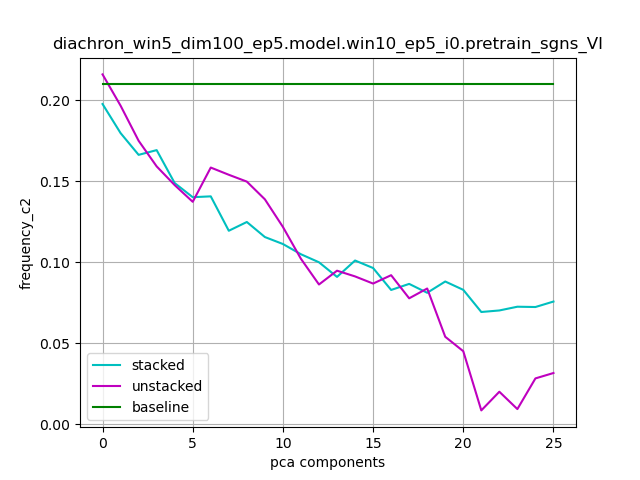 diachron_win5_dim100_ep5.model.win10_ep5_i0.pretrain_sgns_VI
frequency_c2
0.20
0.15
0.10
0.05
0.00
stacked
unstacked
baseline
0 5 10 15 20 25
pca components